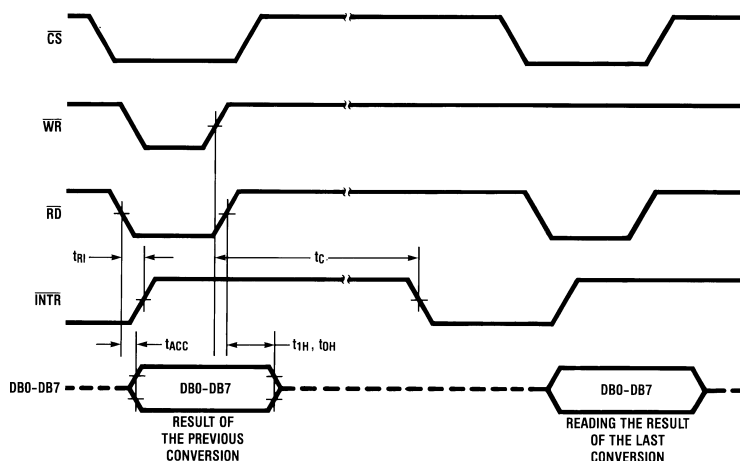 CS
WR
RD
tRI
tC
INTR
tACC
t1H, t0H
DB0-DB7
DB0-DB7
DB0-DB7
RESULT OF
THE PREVIOUS
CONVERSION
READING THE RESULT
OF THE LAST
CONVERSION